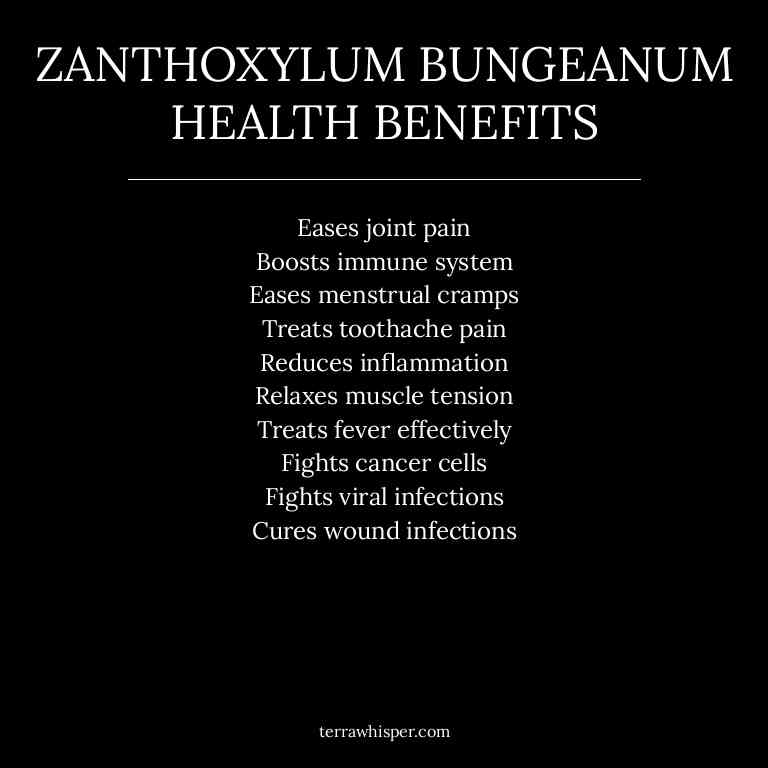 ZANTHOXYLUM BUNGEANUM
HEALTH BENEFITS
Eases joint pain
Boosts immune system
Eases menstrual cramps
Treats toothache pain
Reduces inflammation
Relaxes muscle tension
Treats fever effectively
Fights cancer cells
Fights viral infections
Cures wound infections
terrawhisper.com